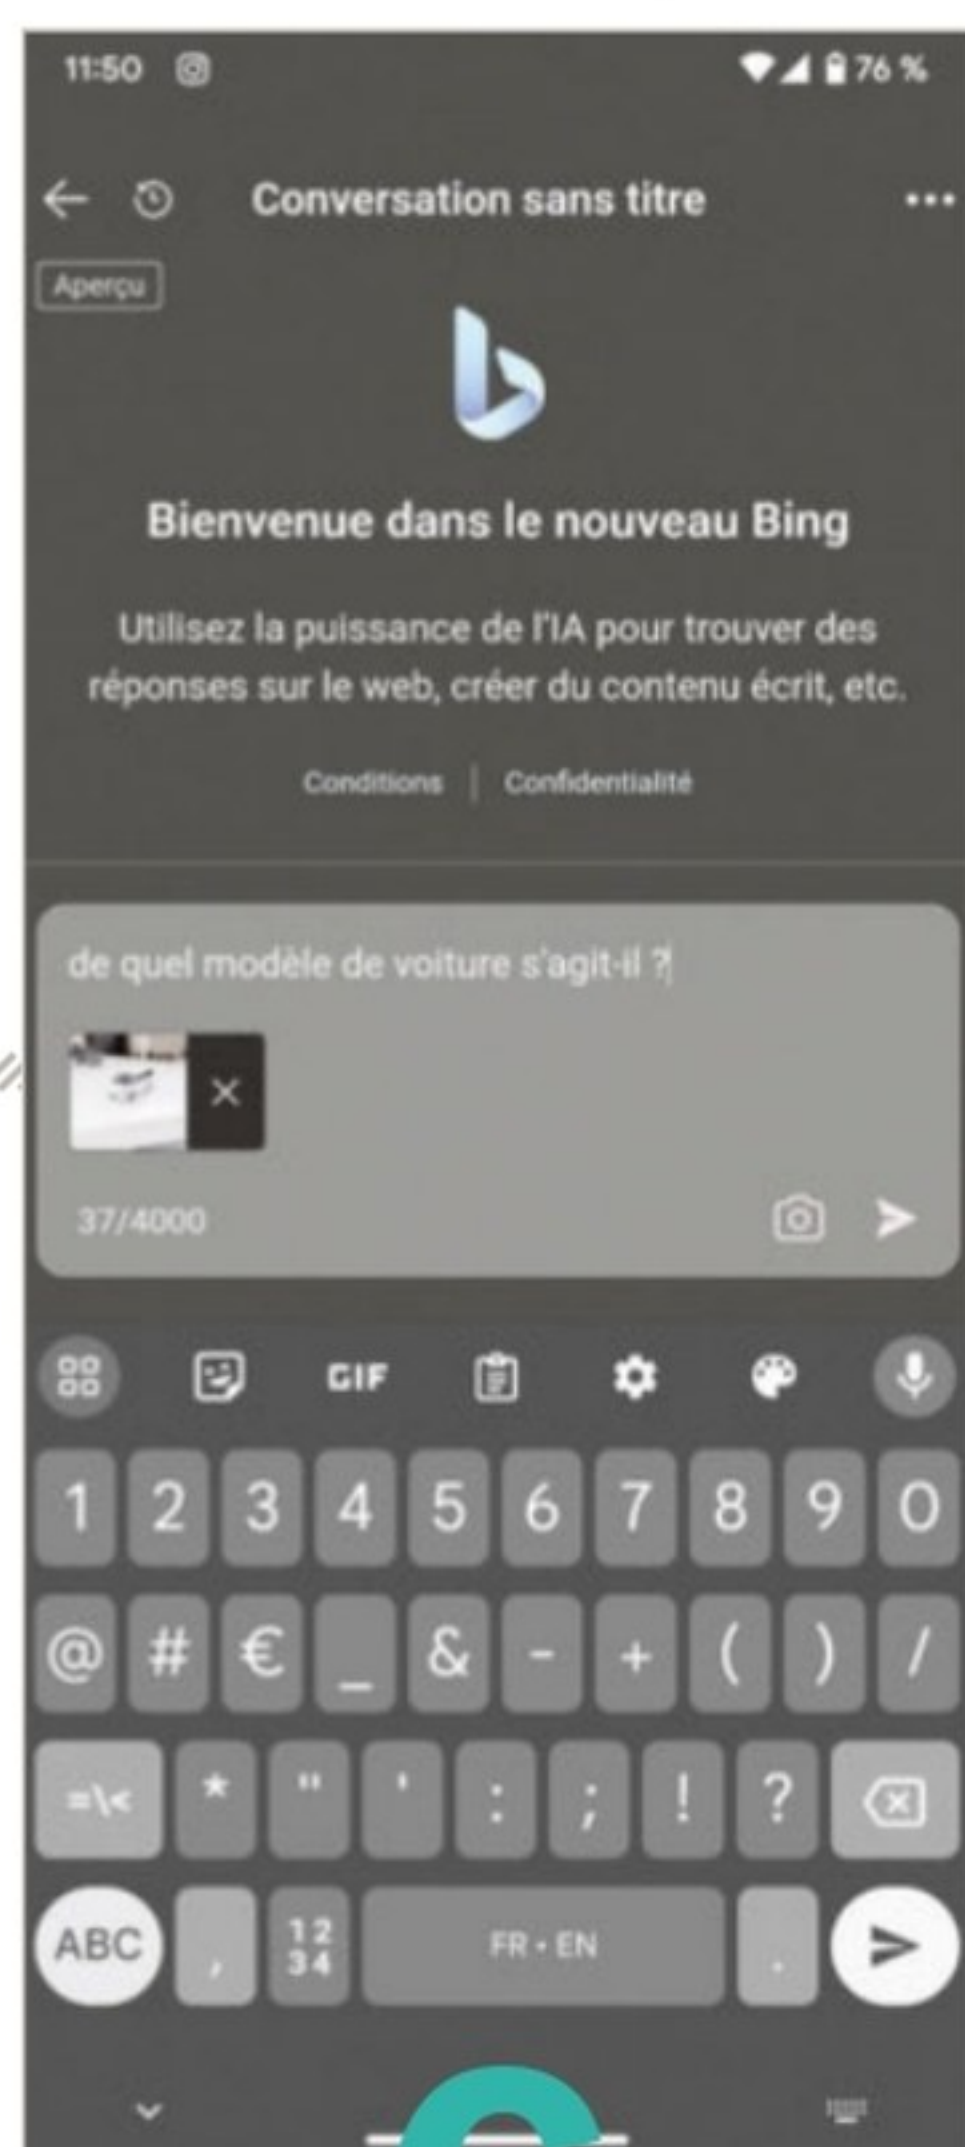 11:50 76 %
Conversation sans titre
Aperçu
Bienvenue dans le nouveau Bing
Utilisez la puissance de l'IA pour trouver des
réponses sur le web, créer du contenu écrit, etc.
Conditions | Confidentialité
de quel modèle de voiture s'agit-il ?
37/4000
GIF
1 2 3 4 5 6 7 8 9 0
@ # € _ & - + ( ) /
=\< * " ' : ; ! ?
ABC , 12 34 FR • EN .